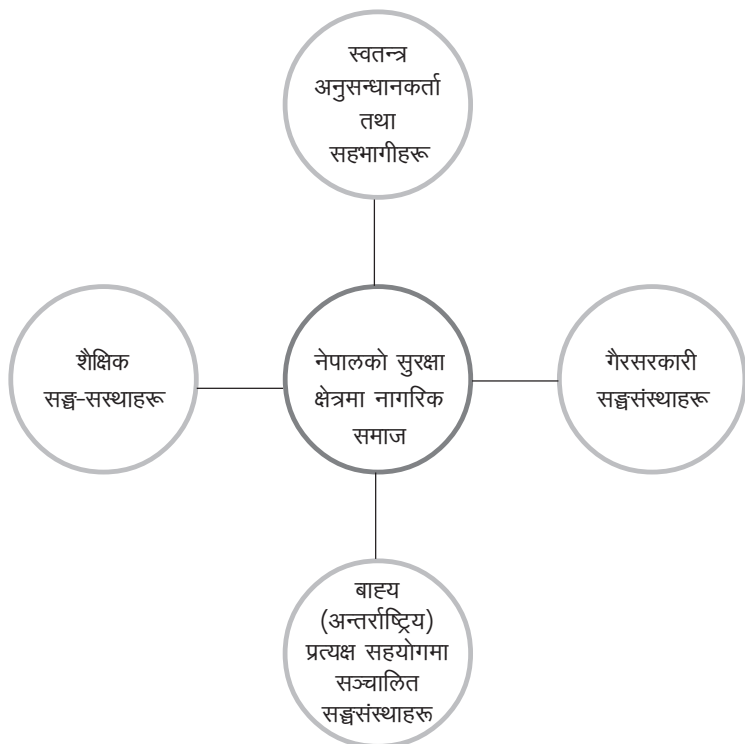 स्वतन्त्र
अनुसन्धानकर्ता
तथा
सहभागीहरू
शैक्षिक
सङ्घ-सस्थाहरू
नेपालको सुरक्षा
क्षेत्रमा नागरिक
समाज
गैरसरकारी
सङ्घसंस्थाहरू
बाह्य
(अन्तर्राष्ट्रिय)
प्रत्यक्ष सहयोगमा
सञ्चालित
सङ्घसंस्थाहरू